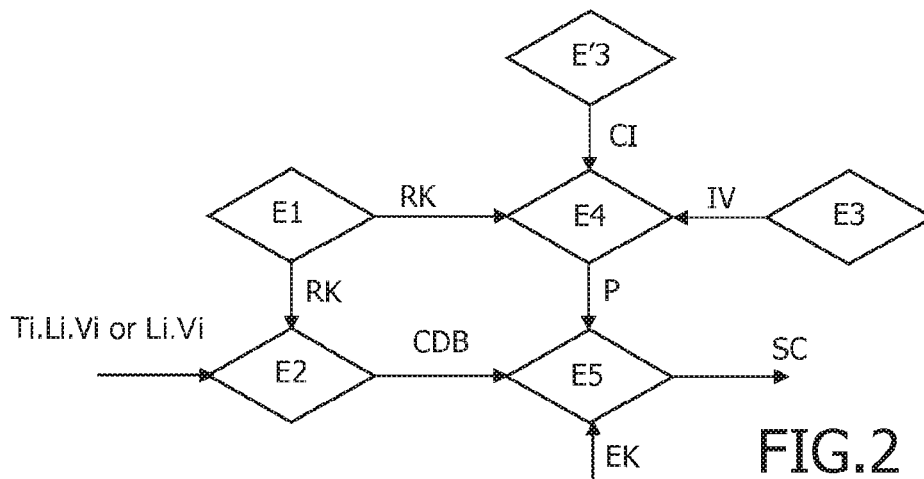 E'3
CI
E1
RK
E4
IV
E3
RK
P
Ti.Li.Vi or Li.Vi
E2
CDB
E5
SC
EK
FIG.2